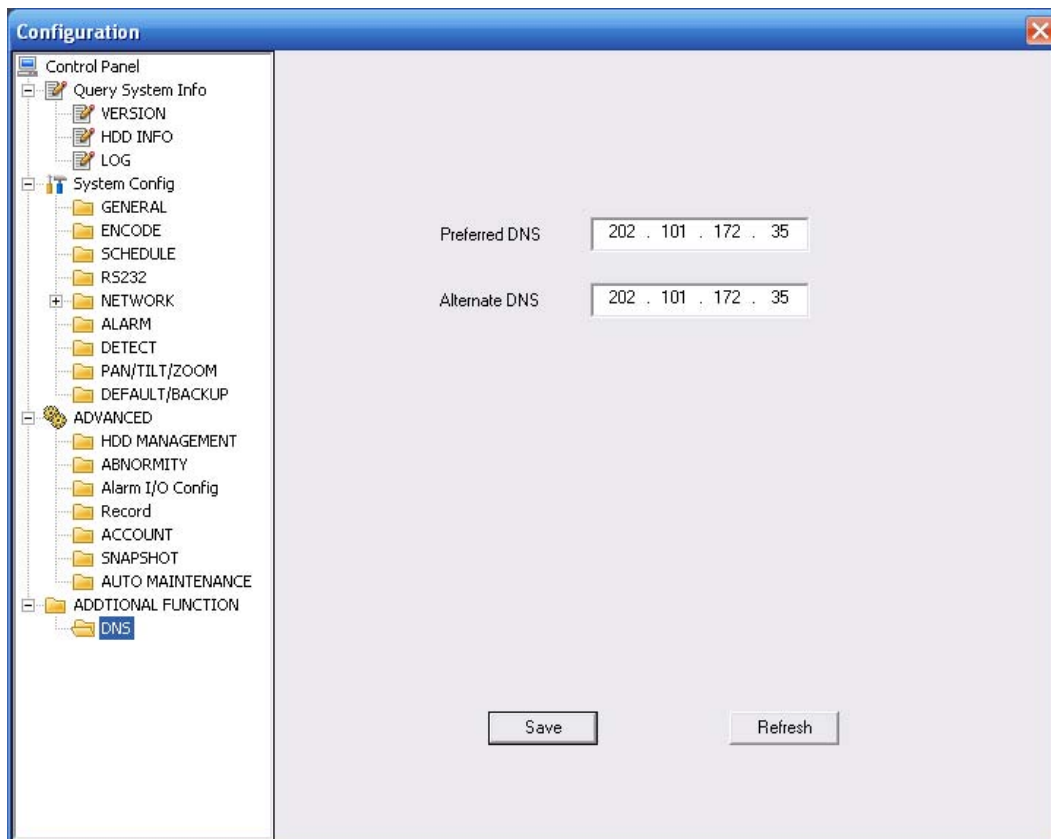 Configuration
Control Panel
Query System Info
VERSION
HDD INFO
LOG
System Config
GENERAL
ENCODE
SCHEDULE
RS232
NETWORK
ALARM
DETECT
PAN/TILT/ZOOM
DEFAULT/BACKUP
ADVANCED
HDD MANAGEMENT
ABNORMITY
Alarm I/O Config
Record
ACCOUNT
SNAPSHOT
AUTO MAINTENANCE
ADDTIONAL FUNCTION
DNS
Preferred DNS 202 . 101 . 172 . 35
Alternate DNS 202 . 101 . 172 . 35
Save Refresh